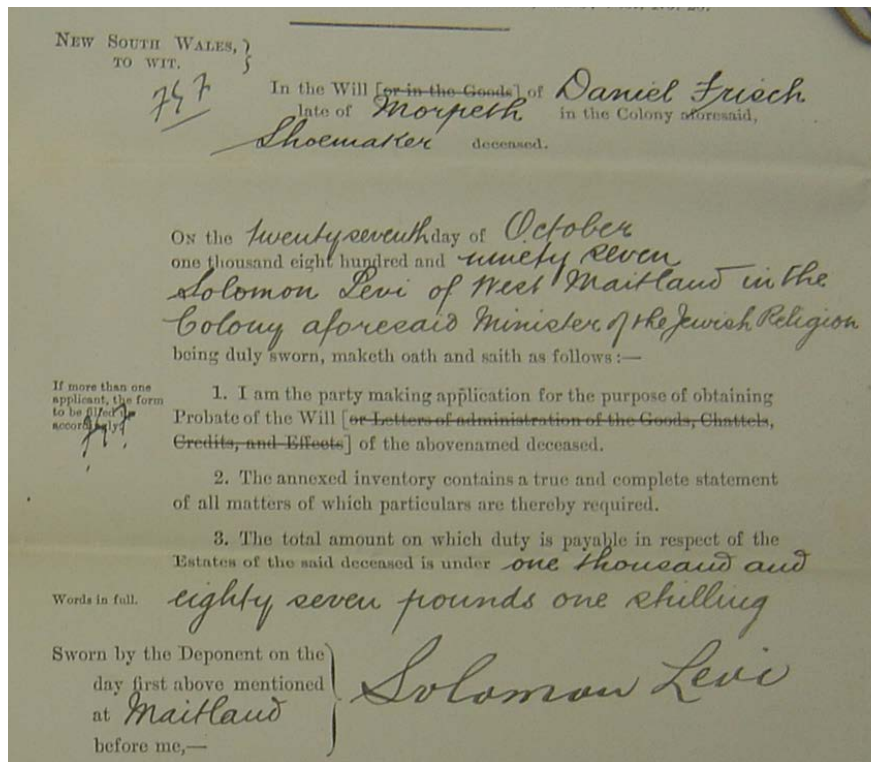 NEW SOUTH WALES,
TO WIT.
In the Will [or in the Goods] of Daniel Frisch
late of Morpeth in the Colony aforesaid,
Shoemaker deceased.
ON the twenty seventh day of October
one thousand eight hundred and ninety seven
Solomon Levi of West Maitland in the
Colony aforesaid Minister of the Jewish Religion
being duly sworn, maketh oath and saith as follows:—
If more than one
applicant, the form
to be filled
accordingly.
1. I am the party making application for the purpose of obtaining
Probate of the Will [or Letters of administration of the Goods, Chattels,
Credits, and Effects] of the abovenamed deceased.
2. The annexed inventory contains a true and complete statement
of all matters of which particulars are thereby required.
3. The total amount on which duty is payable in respect of the
Estates of the said deceased is under one thousand and
Words in full. eighty seven pounds one shilling
Sworn by the Deponent on the
day first above mentioned
at Maitland
before me,—
Solomon Levi